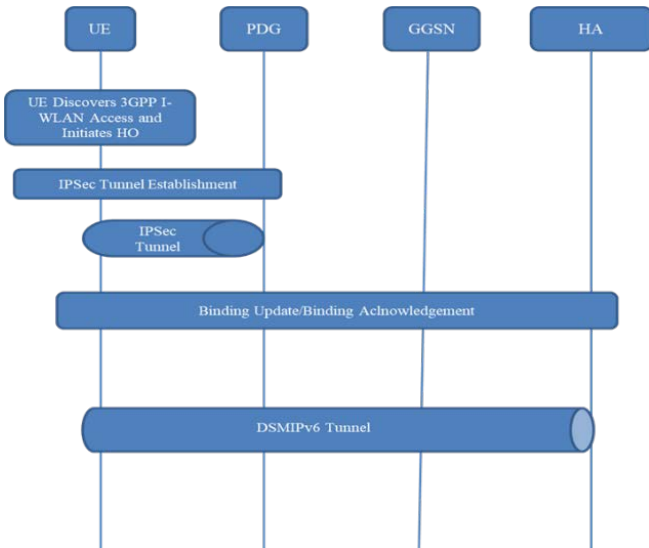 UE
PDG
GGSN
HA
UE Discovers 3GPP I-
WLAN Access and
Initiates HO
IPSec Tunnel Establishment
IPSec
Tunnel
Binding Update/Binding Aclnowledgement
DSMIPv6 Tunnel